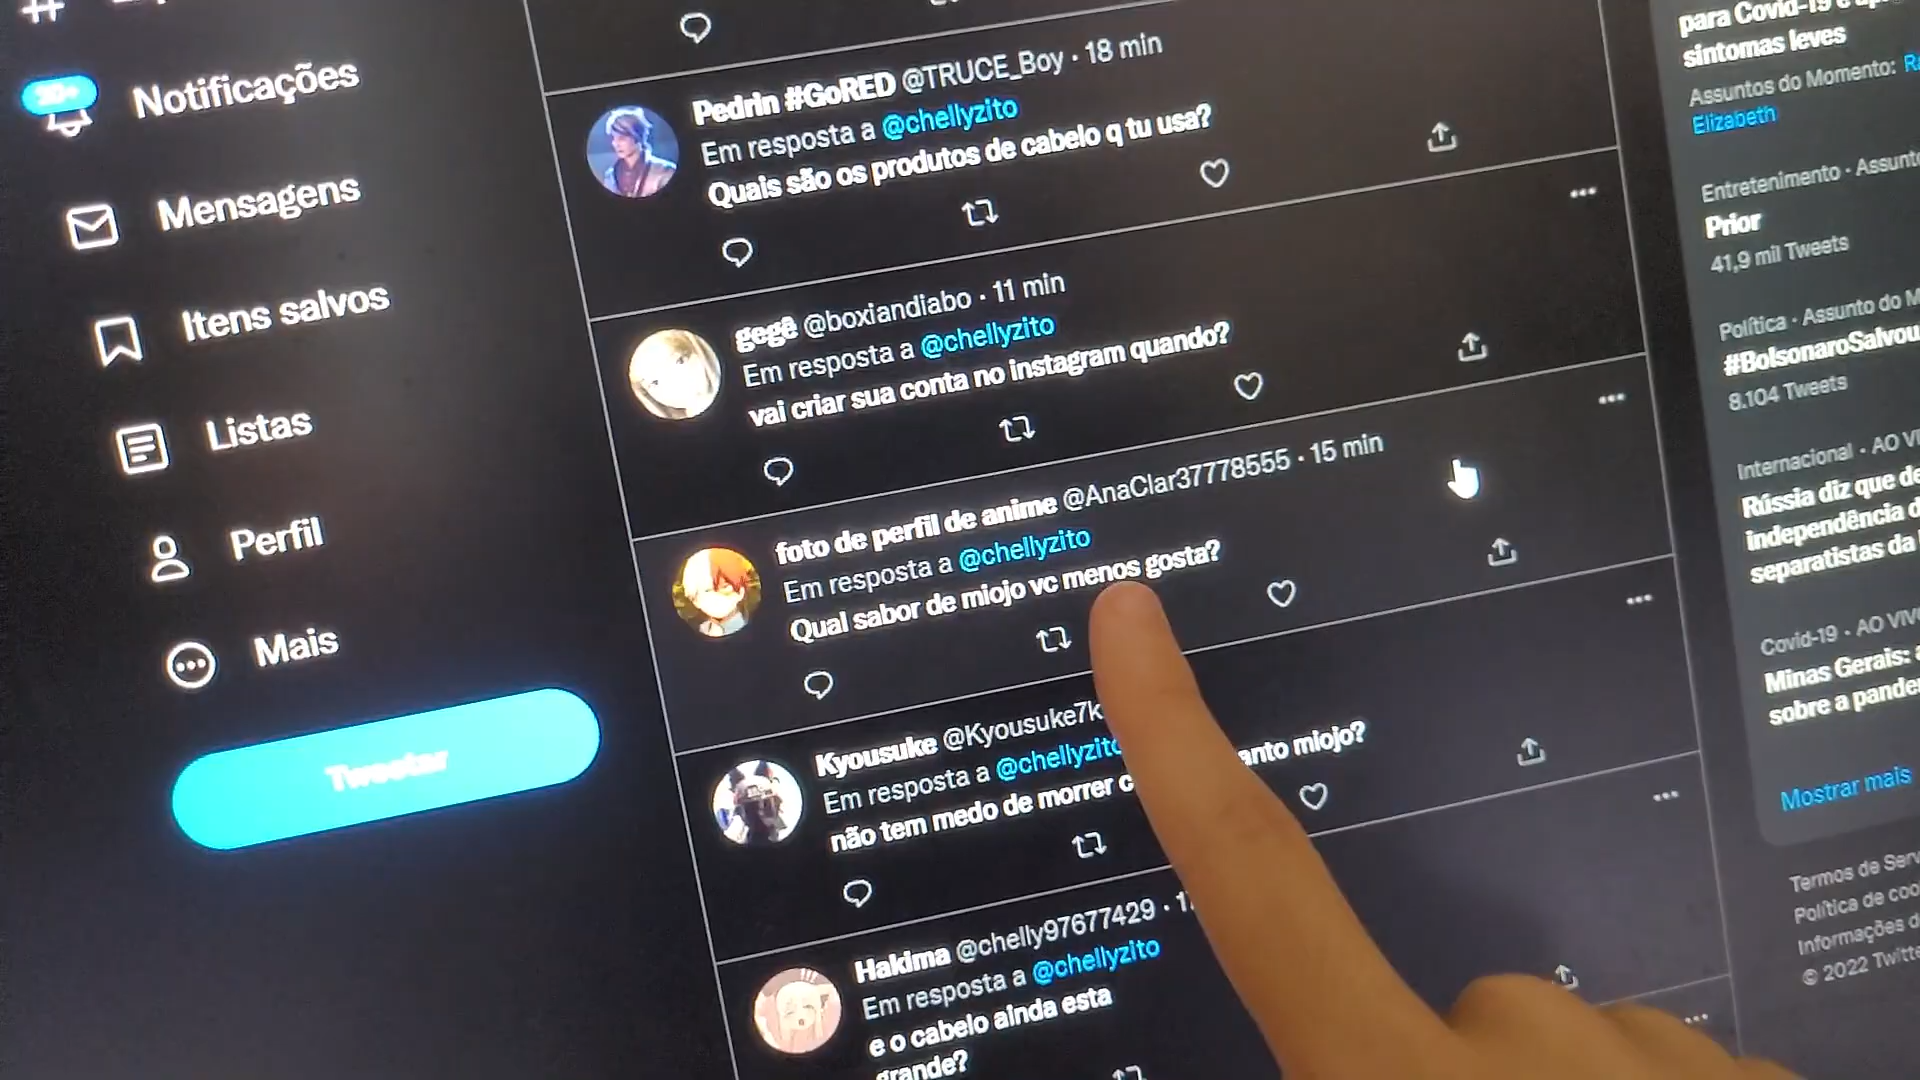 Notificações
Mensagens
Itens salvos
Listas
Perfil
Mais
Tweetar
Pedrin #GoRED @TRUCE_Boy · 18 min
Em resposta a @chellyzito
Quais são os produtos de cabelo q tu usa?
gegê @boxiandiabo · 11 min
Em resposta a @chellyzito
vai criar sua conta no instagram quando?
foto de perfil de anime @AnaClar37778555 · 15 min
Em resposta a @chellyzito
Qual sabor de miojo vc menos gosta?
Kyousuke @Kyousuke7k
Em resposta a @chellyzito
não tem medo de morrer c anto miojo?
Hakima @chelly97677429 · 1
Em resposta a @chellyzito
e o cabelo ainda esta
grande?
para Covid-19 e
sintomas leves
Assuntos do Momento:
Elizabeth
Entretenimento · Assunt
Prior
41,9 mil Tweets
Política · Assunto do M
#BolsonaroSalvou
8.104 Tweets
Internacional · AO VIV
Rússia diz que de
independência d
separatistas da
Covid-19 · AO VIVO
Minas Gerais: a
sobre a pander
Mostrar mais
Termos de Serv
Política de coo
Informações d
© 2022 Twitte